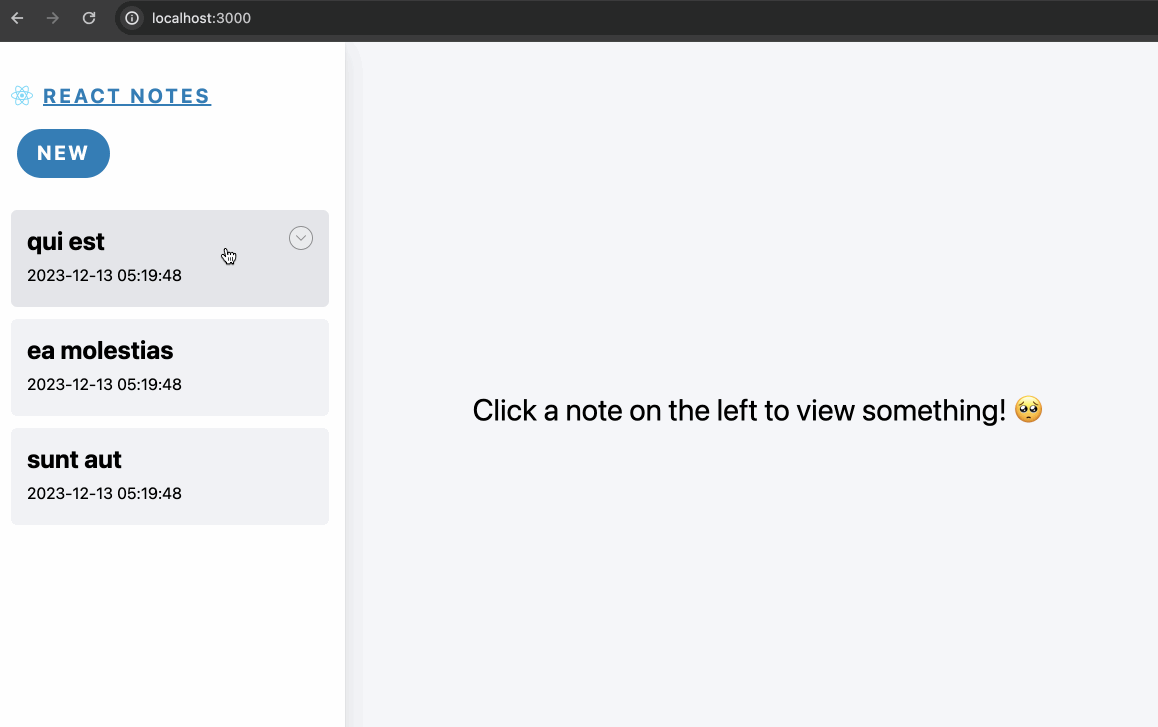 localhost:3000
REACT NOTES
NEW
qui est
2023-12-13 05:19:48
ea molestias
2023-12-13 05:19:48
sunt aut
2023-12-13 05:19:48
Click a note on the left to view something! 🥺